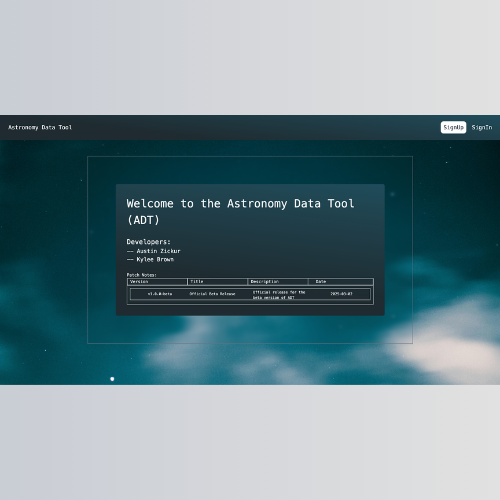 Astronomy Data Tool
SignUp SignIn
Welcome to the Astronomy Data Tool
(ADT)
Developers:
—— Austin Zickur
—— Kylee Brown
Patch Notes:
Version Title Description Date
v1.0.0-beta Official Beta Release Official release for the 2025-03-03
beta version of ADT